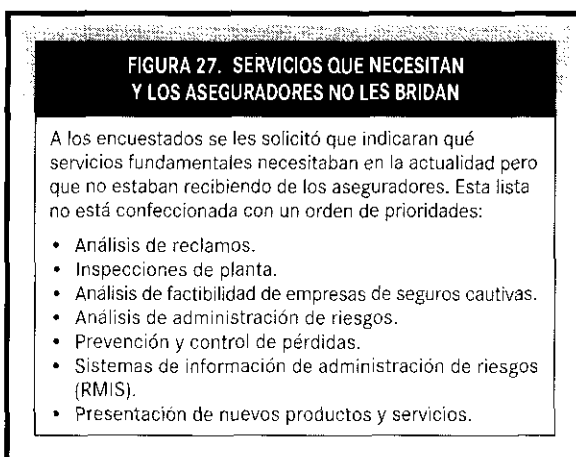 FIGURA 27. SERVICIOS QUE NECESITAN
Y LOS ASEGURADORES NO LES BRIDAN
A los encuestados se les solicitó que indicaran qué
servicios fundamentales necesitaban en la actualidad pero
que no estaban recibiendo de los aseguradores. Esta lista
no está confeccionada con un orden de prioridades:
• Análisis de reclamos.
• Inspecciones de planta.
• Análisis de factibilidad de empresas de seguros cautivas.
• Análisis de administración de riesgos.
• Prevención y control de pérdidas.
• Sistemas de información de administración de riesgos
(RMIS).
• Presentación de nuevos productos y servicios.